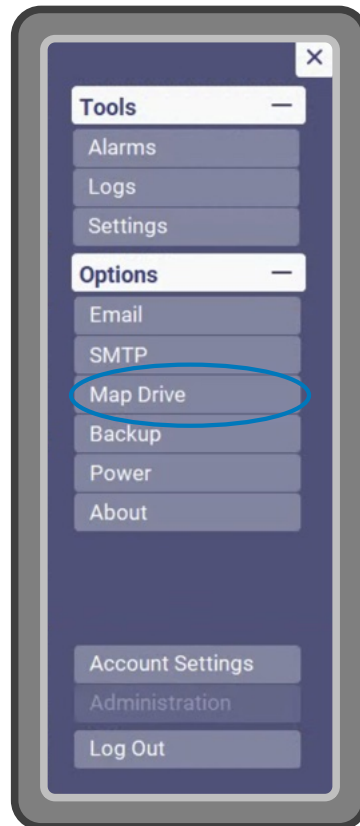 Tools
Alarms
Logs
Settings
Options
Email
SMTP
Map Drive
Backup
Power
About
Account Settings
Administration
Log Out